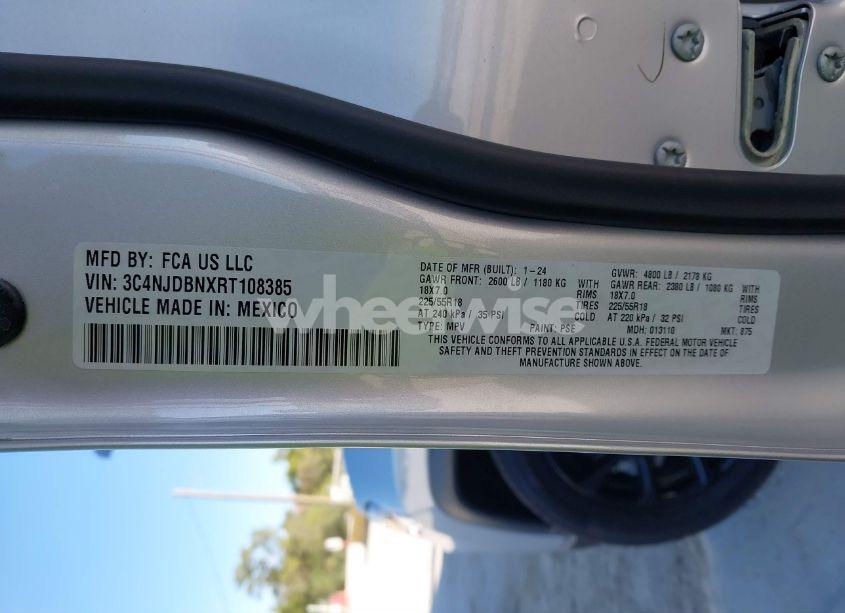 MFD BY: FCA US LLC
VIN: 3C4NJDBNXRT108385
VEHICLE MADE IN: MEXICO
DATE OF MFR (BUILT): 1-24 GVWR: 4800 LB / 2178 KG
GAWR FRONT: 2600 LB / 1180 KG WITH GAWR REAR: 2380 LB / 1080 KG WITH
18X7.0 RIMS 18X7.0 RIMS
225/55R18 TIRES 225/55R18 TIRES
AT 240 kPa / 35 PSI COLD AT 220 kPa / 32 PSI COLD
TYPE: MPV PAINT: PSE MDH: 013110 MKT: 875
THIS VEHICLE CONFORMS TO ALL APPLICABLE U.S.A. FEDERAL MOTOR VEHICLE
SAFETY AND THEFT PREVENTION STANDARDS IN EFFECT ON THE DATE OF
MANUFACTURE SHOWN ABOVE.
wheelwise